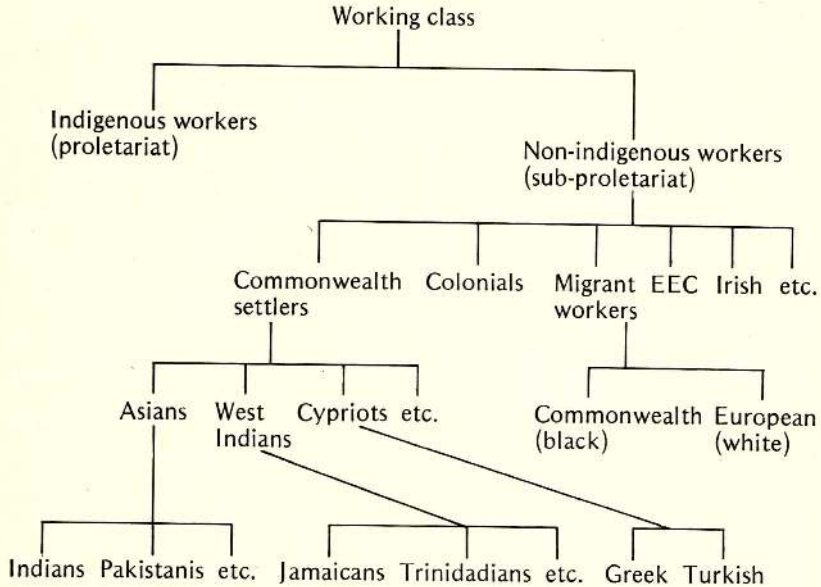 Working class
Indigenous workers
(proletariat)
Non-indigenous workers
(sub-proletariat)
Commonwealth
settlers
Colonials
Migrant
workers
EEC
Irish
etc.
Asians
West
Indians
Cypriots
etc.
Commonwealth
(black)
European
(white)
Indians
Pakistanis
etc.
Jamaicans
Trinidadians
etc.
Greek
Turkish